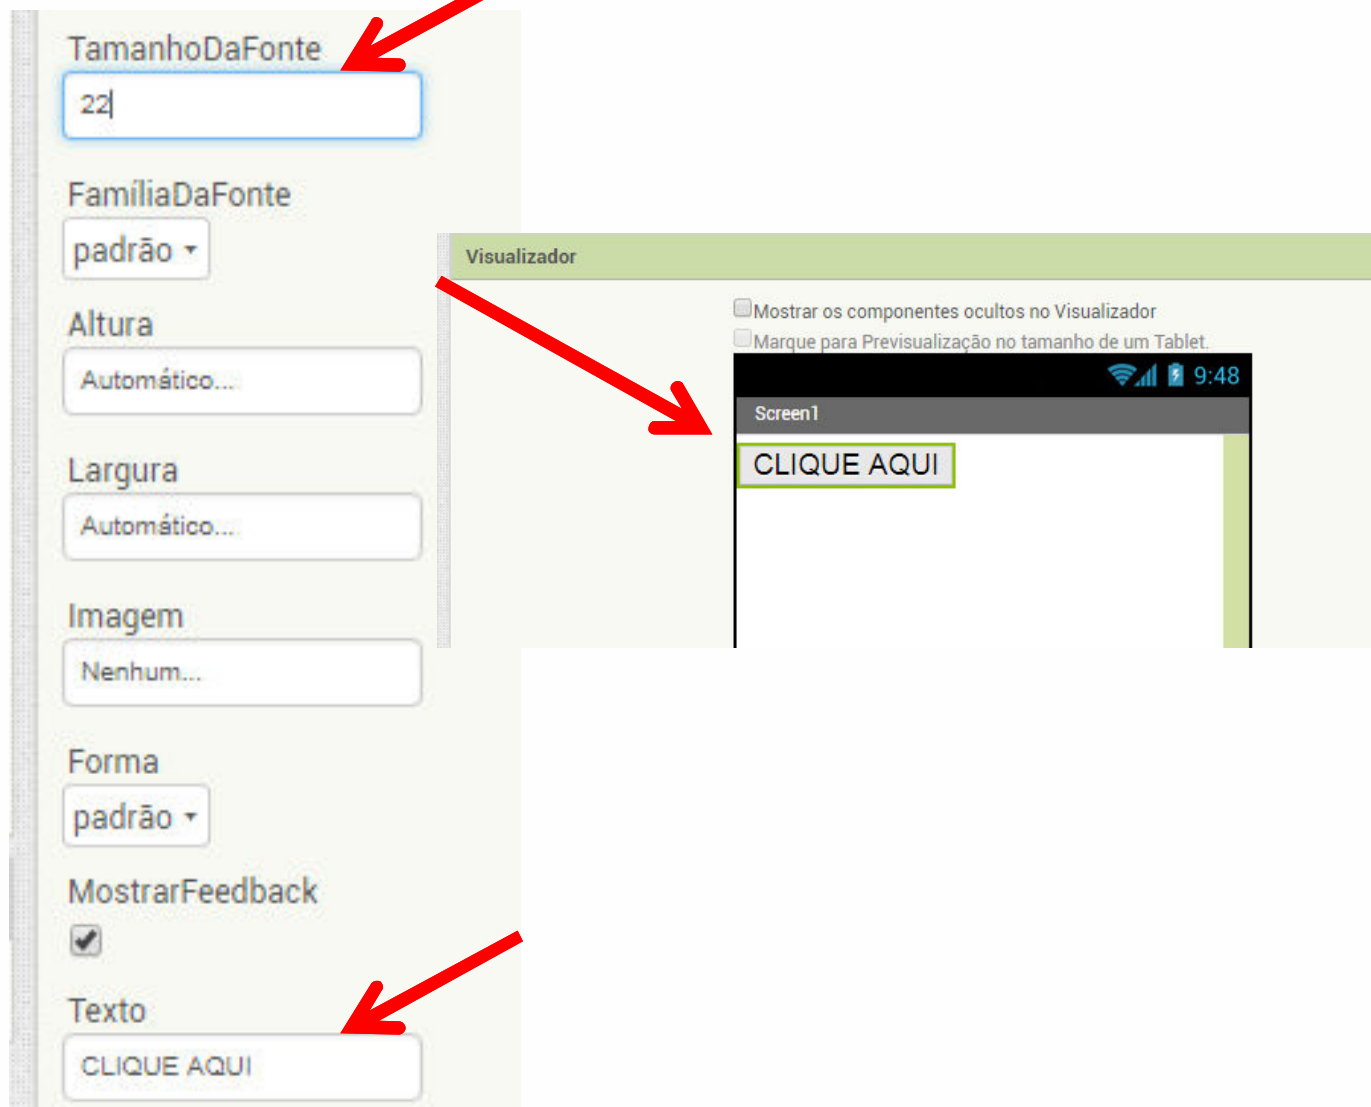 TamanhoDaFonte
22
FamíliaDaFonte
padrão
Altura
Automático...
Largura
Automático...
Imagem
Nenhum...
Forma
padrão
MostrarFeedback
Texto
CLIQUE AQUI
Visualizador
Mostrar os componentes ocultos no Visualizador
Marque para Previsualização no tamanho de um Tablet.
9:48
Screen1
CLIQUE AQUI